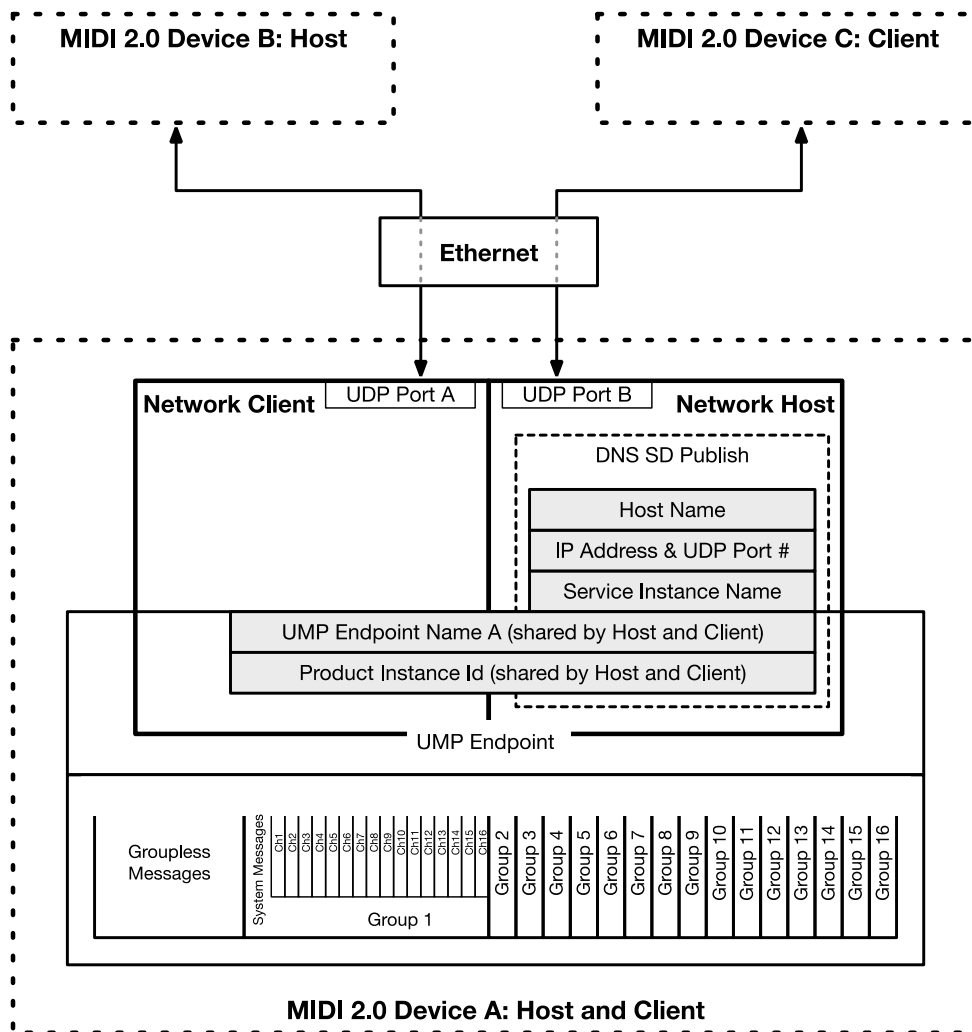 MIDI 2.0 Device B: Host
MIDI 2.0 Device C: Client
Ethernet
Network Client
UDP Port A
UDP Port B
Network Host
DNS SD Publish
Host Name
IP Address & UDP Port #
Service Instance Name
UMP Endpoint Name A (shared by Host and Client)
Product Instance Id (shared by Host and Client)
UMP Endpoint
Groupless
Messages
System Messages
Ch1
Ch2
Ch3
Ch4
Ch5
Ch6
Ch7
Ch8
Ch9
Ch10
Ch11
Ch12
Ch13
Ch14
Ch15
Ch16
Group 1
Group 2
Group 3
Group 4
Group 5
Group 6
Group 7
Group 8
Group 9
Group 10
Group 11
Group 12
Group 13
Group 14
Group 15
Group 16
MIDI 2.0 Device A: Host and Client